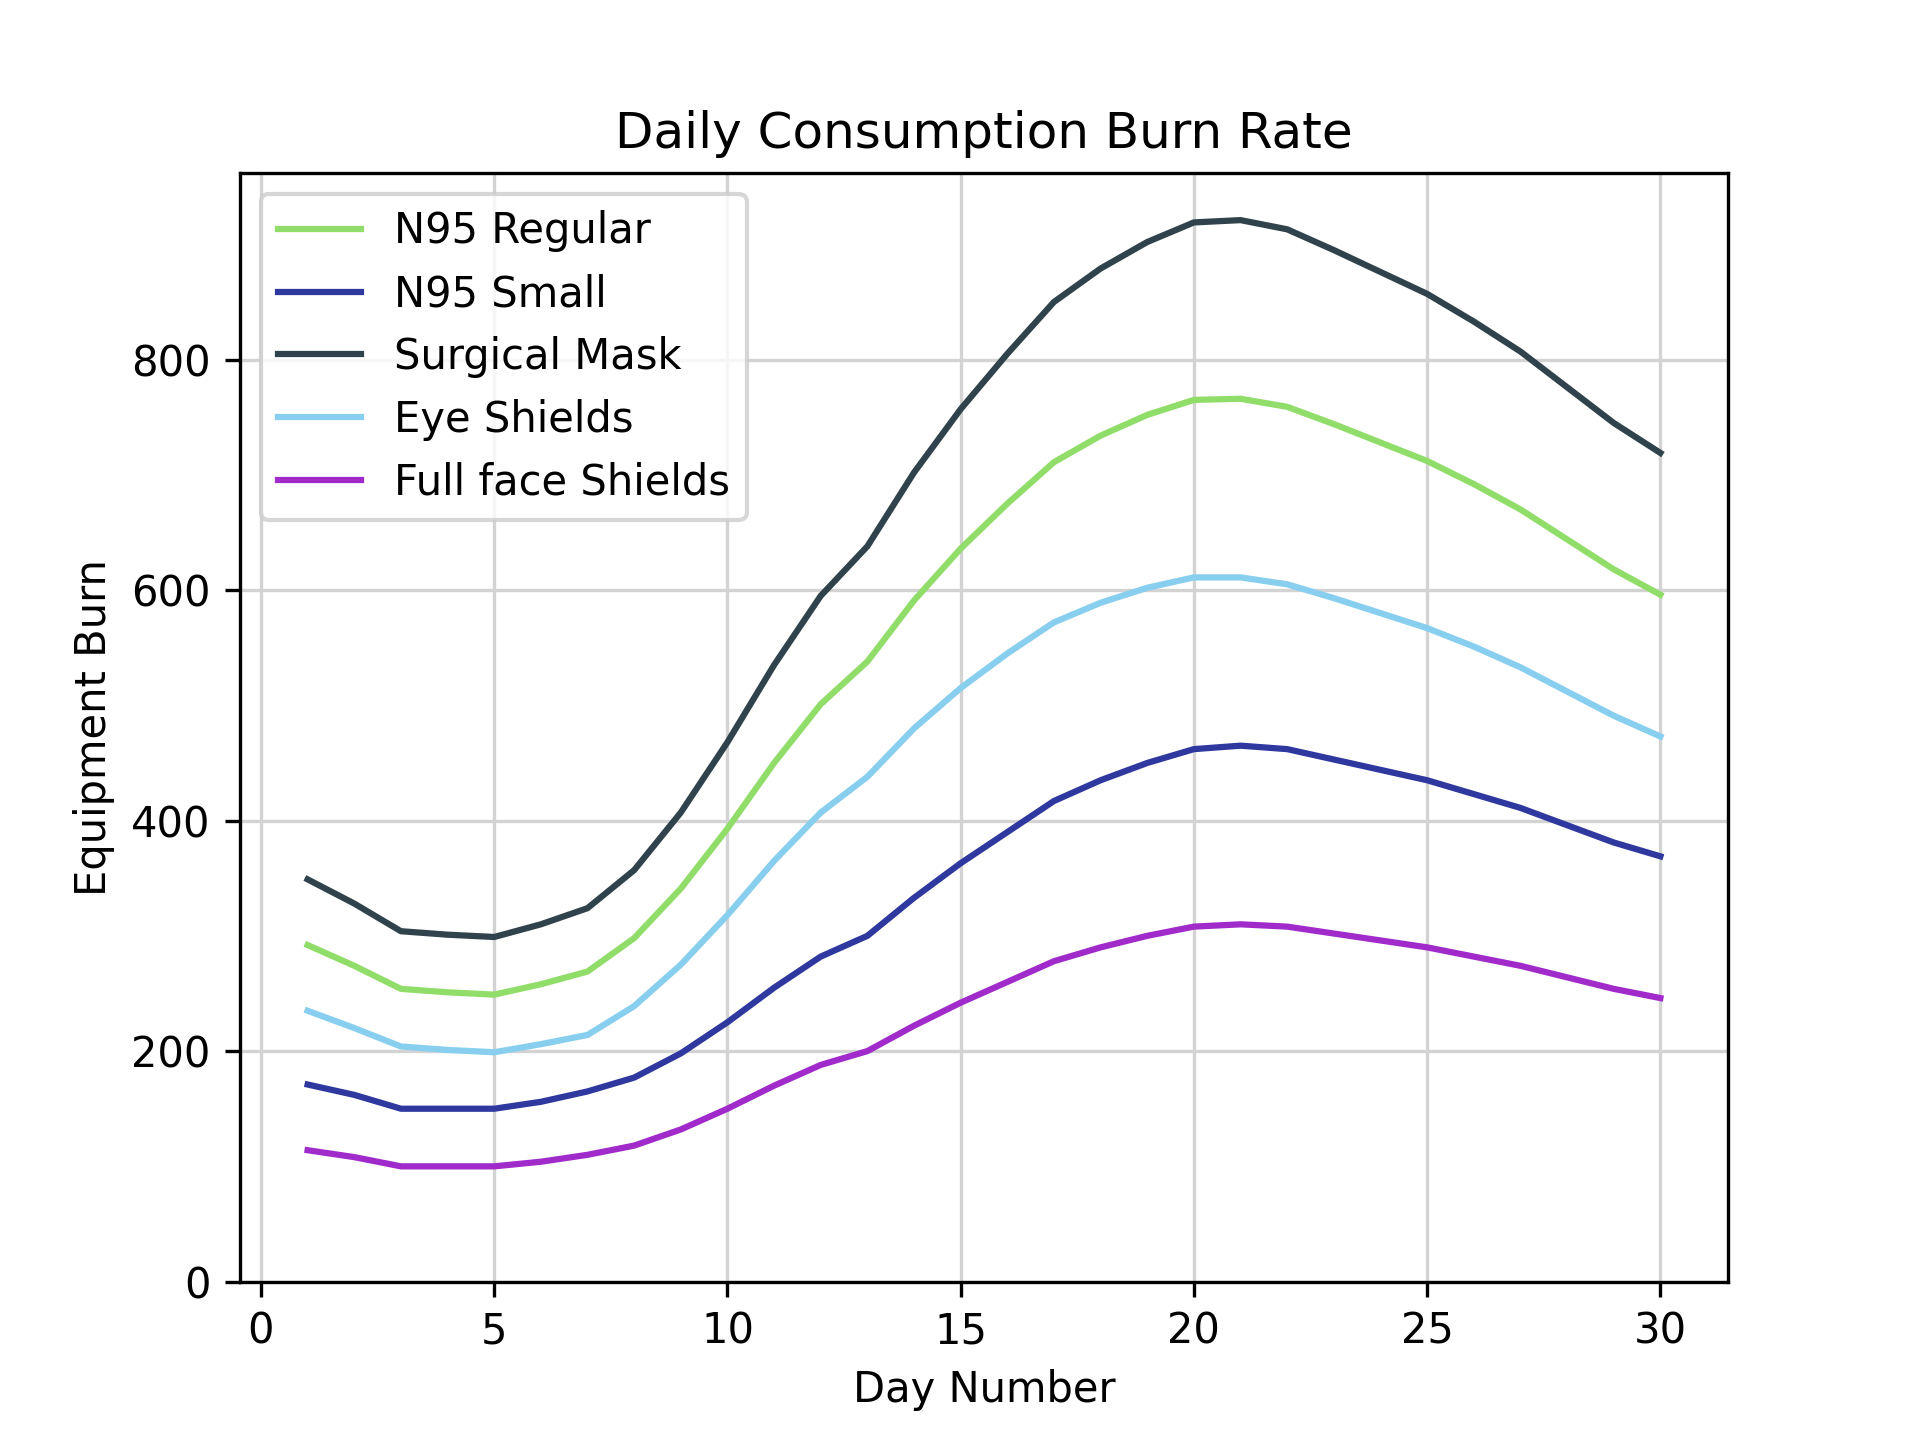 Daily Consumption Burn Rate
N95 Regular
N95 Small
Surgical Mask
Eye Shields
Full face Shields
Equipment Burn
800
600
400
200
0
0 5 10 15 20 25 30
Day Number